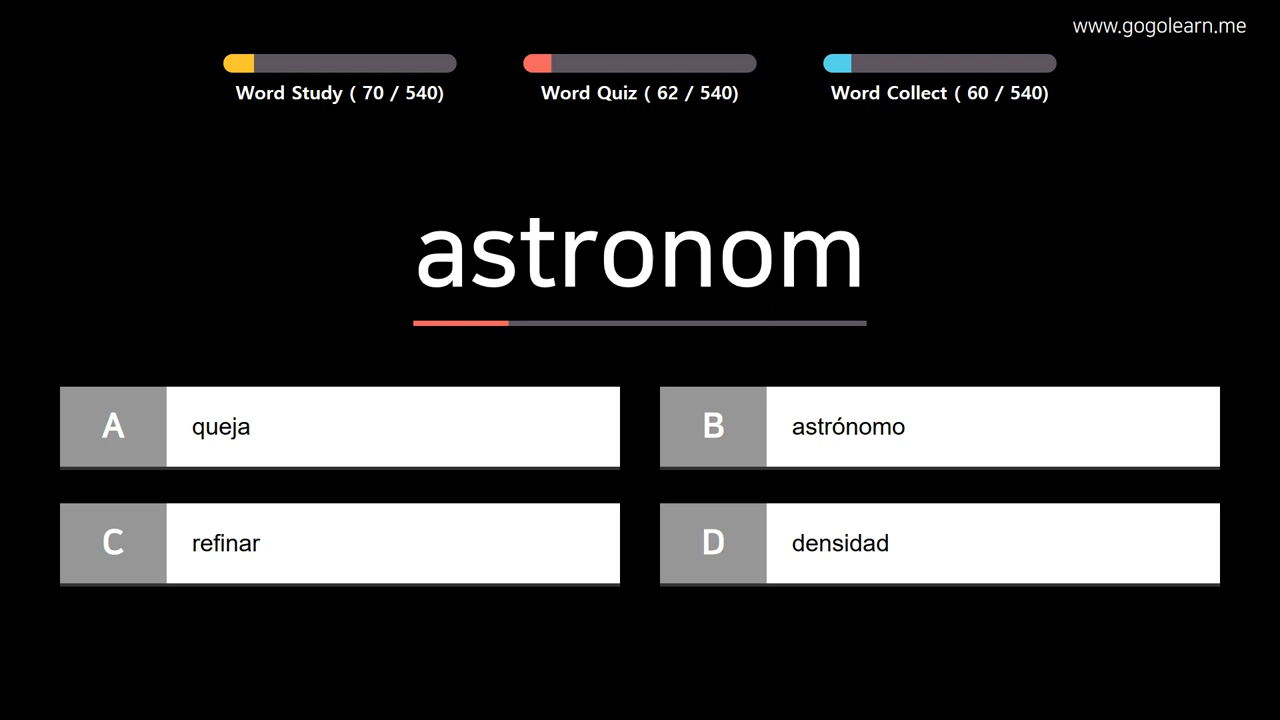 www.gogolearn.me
Word Study ( 70 / 540)
Word Quiz ( 62 / 540)
Word Collect ( 60 / 540)
astronom
A queja
B astrónomo
C refinar
D densidad